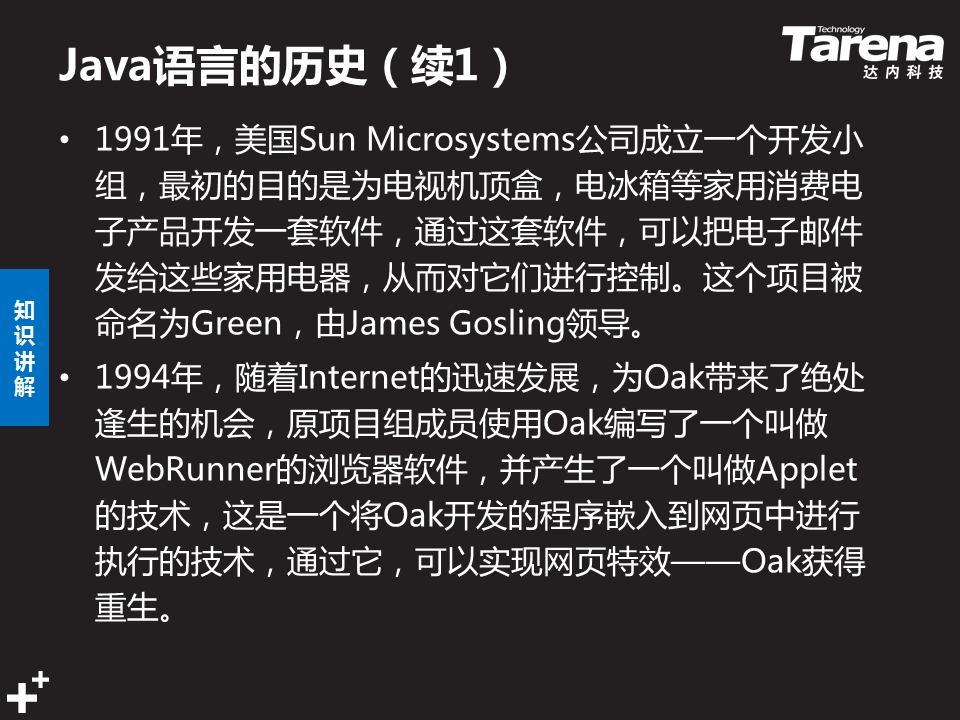 Java语言的历史（续1）
Technology
Tarena
达内科技
• 1991年，美国Sun Microsystems公司成立一个开发小
组，最初的目的是为电视机顶盒，电冰箱等家用消费电
子产品开发一套软件，通过这套软件，可以把电子邮件
发给这些家用电器，从而对它们进行控制。这个项目被
命名为Green，由James Gosling领导。
• 1994年，随着Internet的迅速发展，为Oak带来了绝处
逢生的机会，原项目组成员使用Oak编写了一个叫做
WebRunner的浏览器软件，并产生了一个叫做Applet
的技术，这是一个将Oak开发的程序嵌入到网页中进行
执行的技术，通过它，可以实现网页特效——Oak获得
重生。
知识讲解